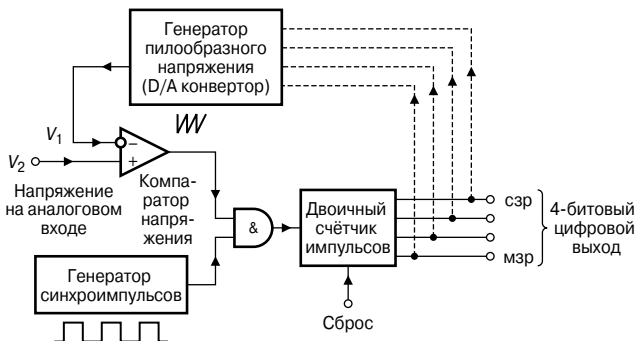 Генератор
пилообразного
напряжения
(D/A конвертор)
V1
V2
−
+
Напряжение
на аналоговом
входе
Компа-
ратор
напря-
жения
&
Двоичный
счётчик
импульсов
сзр
мзр
4-битовый
цифровой
выход
Генератор
синхроимпульсов
Сброс